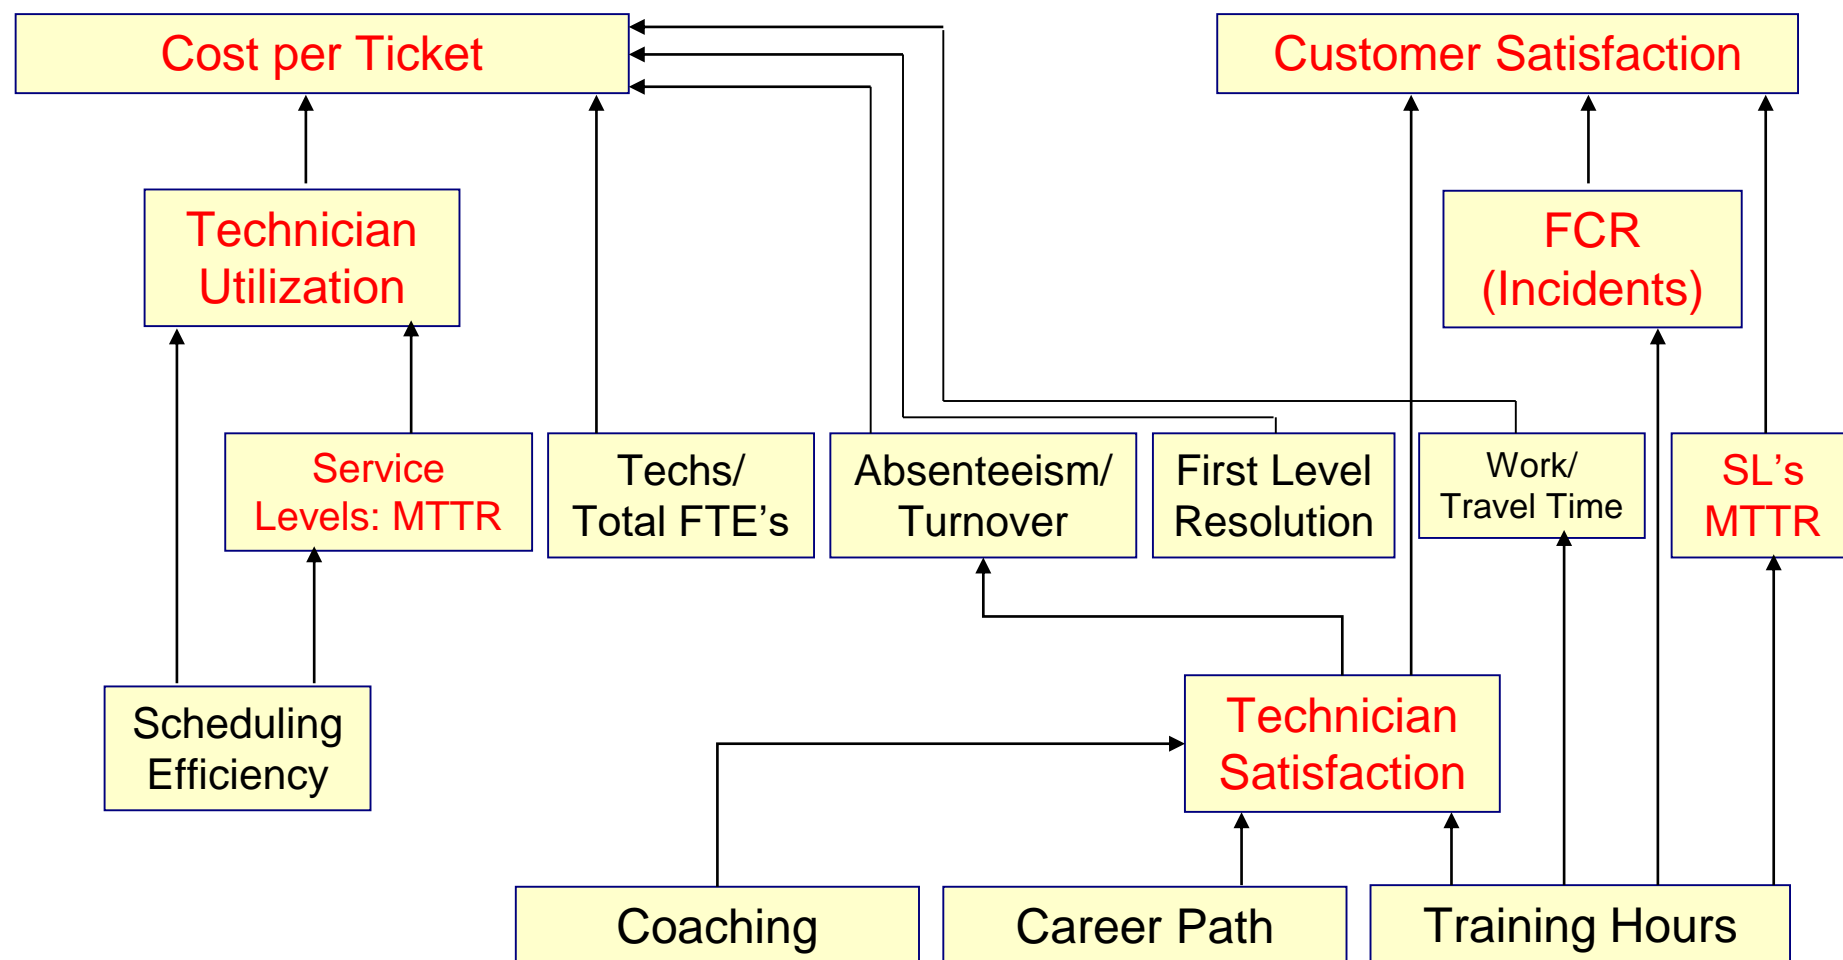 Cost per Ticket
Customer Satisfaction
Technician
Utilization
FCR
(Incidents)
Service
Levels: MTTR
Techs/
Total FTE’s
Absenteeism/
Turnover
First Level
Resolution
Work/
Travel Time
SL’s
MTTR
Scheduling
Efficiency
Technician
Satisfaction
Coaching
Career Path
Training Hours